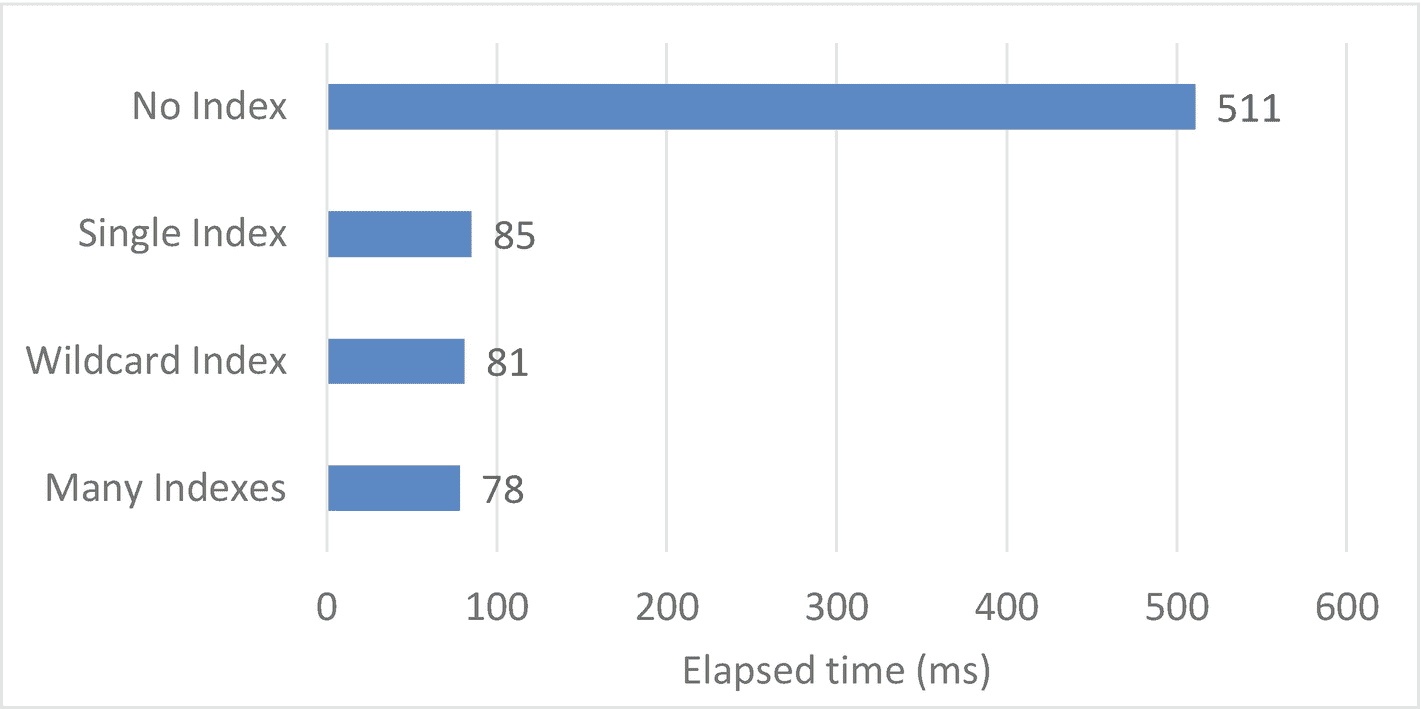 No Index 511
Single Index 85
Wildcard Index 81
Many Indexes 78
0 100 200 300 400 500 600
Elapsed time (ms)